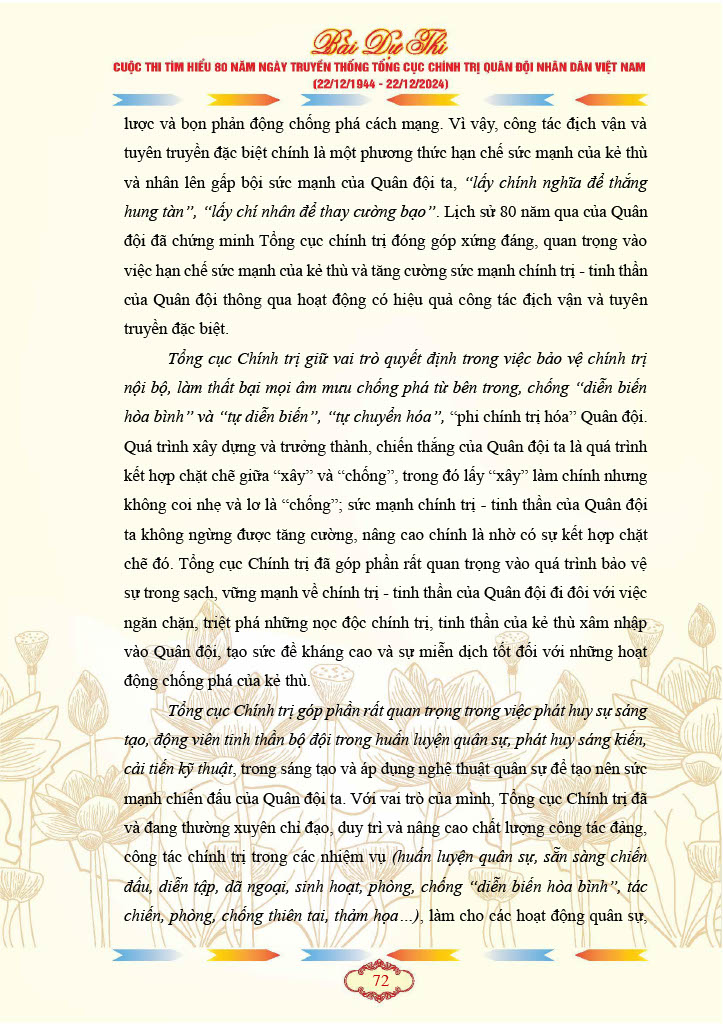 Bài Dự Thi
CUỘC THI TÌM HIỂU 80 NĂM NGÀY TRUYỀN THỐNG TỔNG CỤC CHÍNH TRỊ QUÂN ĐỘI NHÂN DÂN VIỆT NAM
(22/12/1944 - 22/12/2024)
lược và bọn phản động chống phá cách mạng. Vì vậy, công tác địch vận và
tuyên truyền đặc biệt chính là một phương thức hạn chế sức mạnh của kẻ thù
và nhân lên gấp bội sức mạnh của Quân đội ta, “lấy chính nghĩa để thắng
hung tàn”, “lấy chí nhân để thay cường bạo”. Lịch sử 80 năm qua của Quân
đội đã chứng minh Tổng cục chính trị đóng góp xứng đáng, quan trọng vào
việc hạn chế sức mạnh của kẻ thù và tăng cường sức mạnh chính trị - tinh thần
của Quân đội thông qua hoạt động có hiệu quả công tác địch vận và tuyên
truyền đặc biệt.
Tổng cục Chính trị giữ vai trò quyết định trong việc bảo vệ chính trị
nội bộ, làm thất bại mọi âm mưu chống phá từ bên trong, chống “diễn biến
hòa bình” và “tự diễn biến”, “tự chuyển hóa”, “phi chính trị hóa” Quân đội.
Quá trình xây dựng và trưởng thành, chiến thắng của Quân đội ta là quá trình
kết hợp chặt chẽ giữa “xây” và “chống”, trong đó lấy “xây” làm chính nhưng
không coi nhẹ và lơ là “chống”; sức mạnh chính trị - tinh thần của Quân đội
ta không ngừng được tăng cường, nâng cao chính là nhờ có sự kết hợp chặt
chẽ đó. Tổng cục Chính trị đã góp phần rất quan trọng vào quá trình bảo vệ
sự trong sạch, vững mạnh về chính trị - tinh thần của Quân đội đi đôi với việc
ngăn chặn, triệt phá những nọc độc chính trị, tinh thần của kẻ thù xâm nhập
vào Quân đội, tạo sức đề kháng cao và sự miễn dịch tốt đối với những hoạt
động chống phá của kẻ thù.
Tổng cục Chính trị góp phần rất quan trọng trong việc phát huy sự sáng
tạo, động viên tinh thần bộ đội trong huấn luyện quân sự, phát huy sáng kiến,
cải tiến kỹ thuật, trong sáng tạo và áp dụng nghệ thuật quân sự để tạo nên sức
mạnh chiến đấu của Quân đội ta. Với vai trò của mình, Tổng cục Chính trị đã
và đang thường xuyên chỉ đạo, duy trì và nâng cao chất lượng công tác đảng,
công tác chính trị trong các nhiệm vụ (huấn luyện quân sự, sẵn sàng chiến
đấu, diễn tập, dã ngoại, sinh hoạt, phòng, chống “diễn biến hòa bình”, tác
chiến, phòng, chống thiên tai, thảm họa…), làm cho các hoạt động quân sự,
72